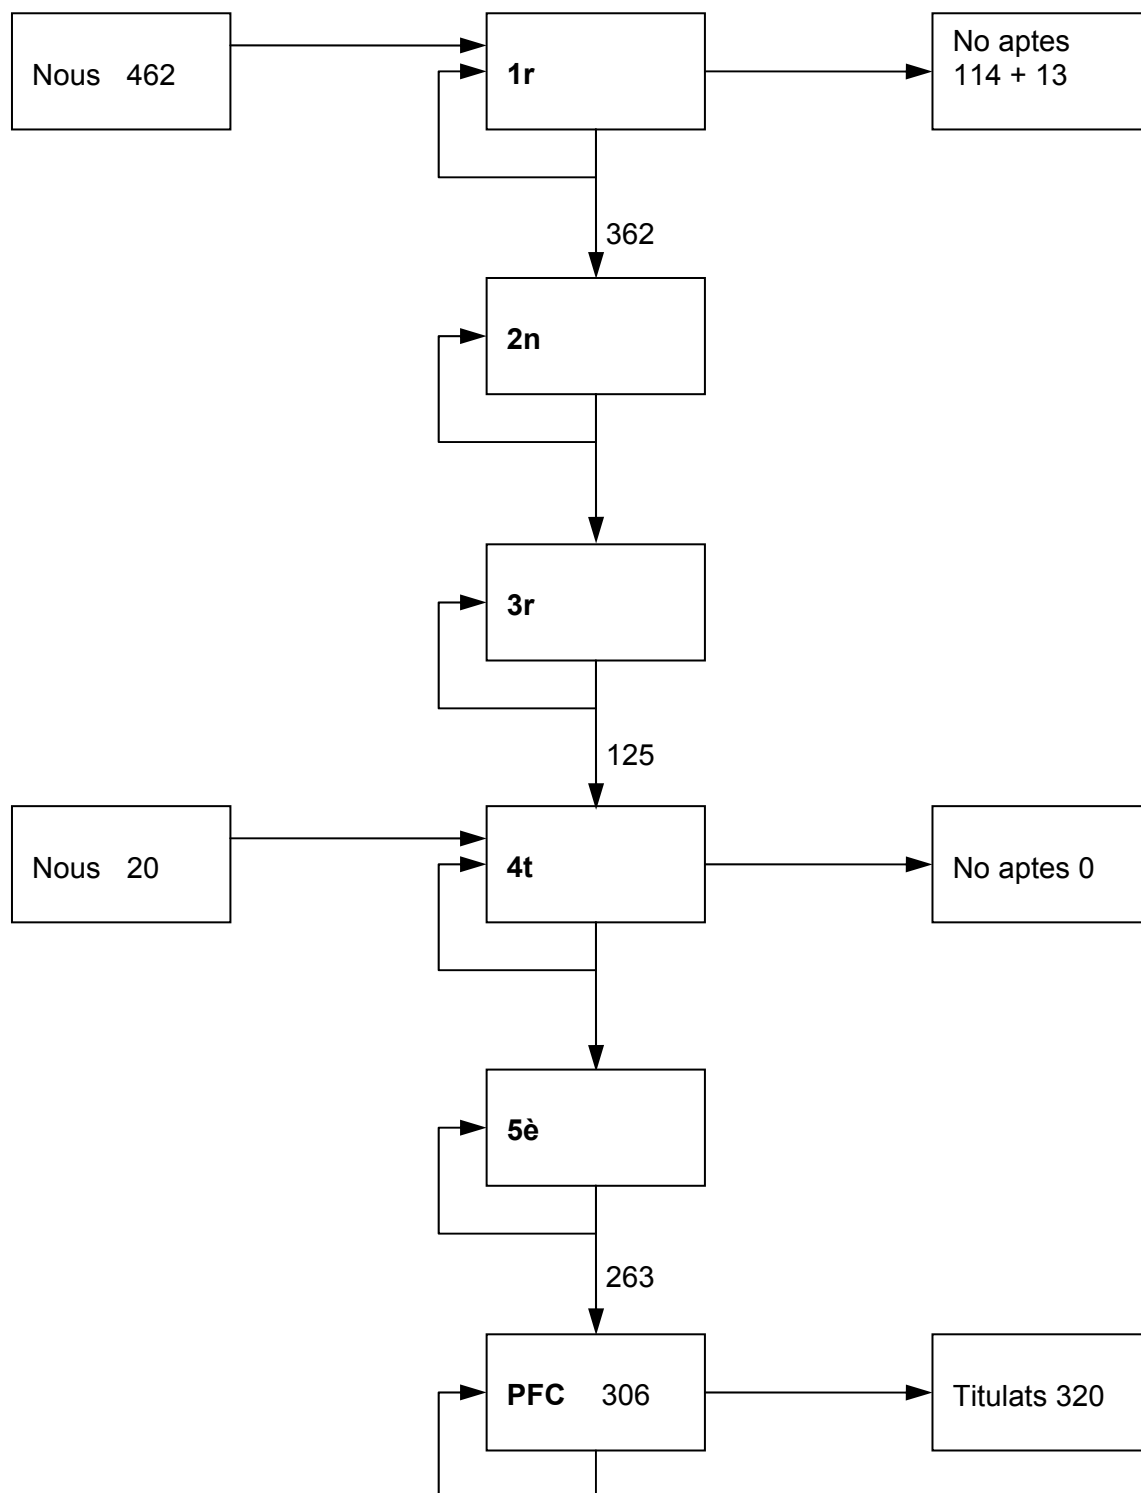 Nous 462
1r
No aptes
114 + 13
362
2n
3r
125
Nous 20
4t
No aptes 0
5è
263
PFC 306
Titulats 320